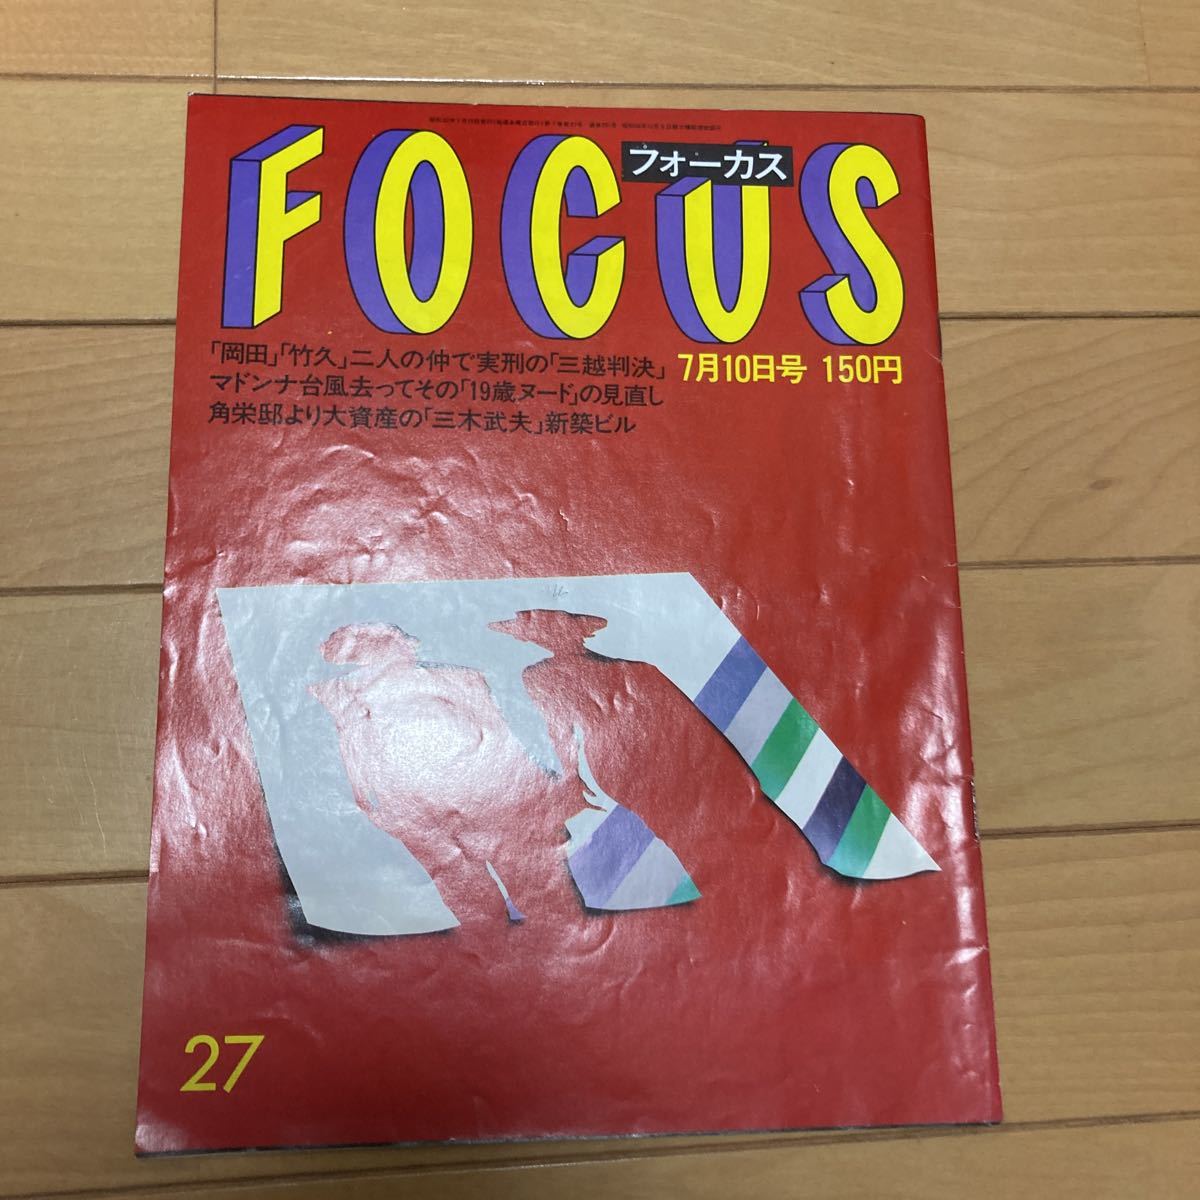 FOCUS
フォーカス
「岡田」「竹久」二人の仲で実刑の「三越判決」
マドンナ台風去ってその「19歳ヌード」の見直し
角栄邸より大資産の「三木武夫」新築ビル
7月10日号 150円
27